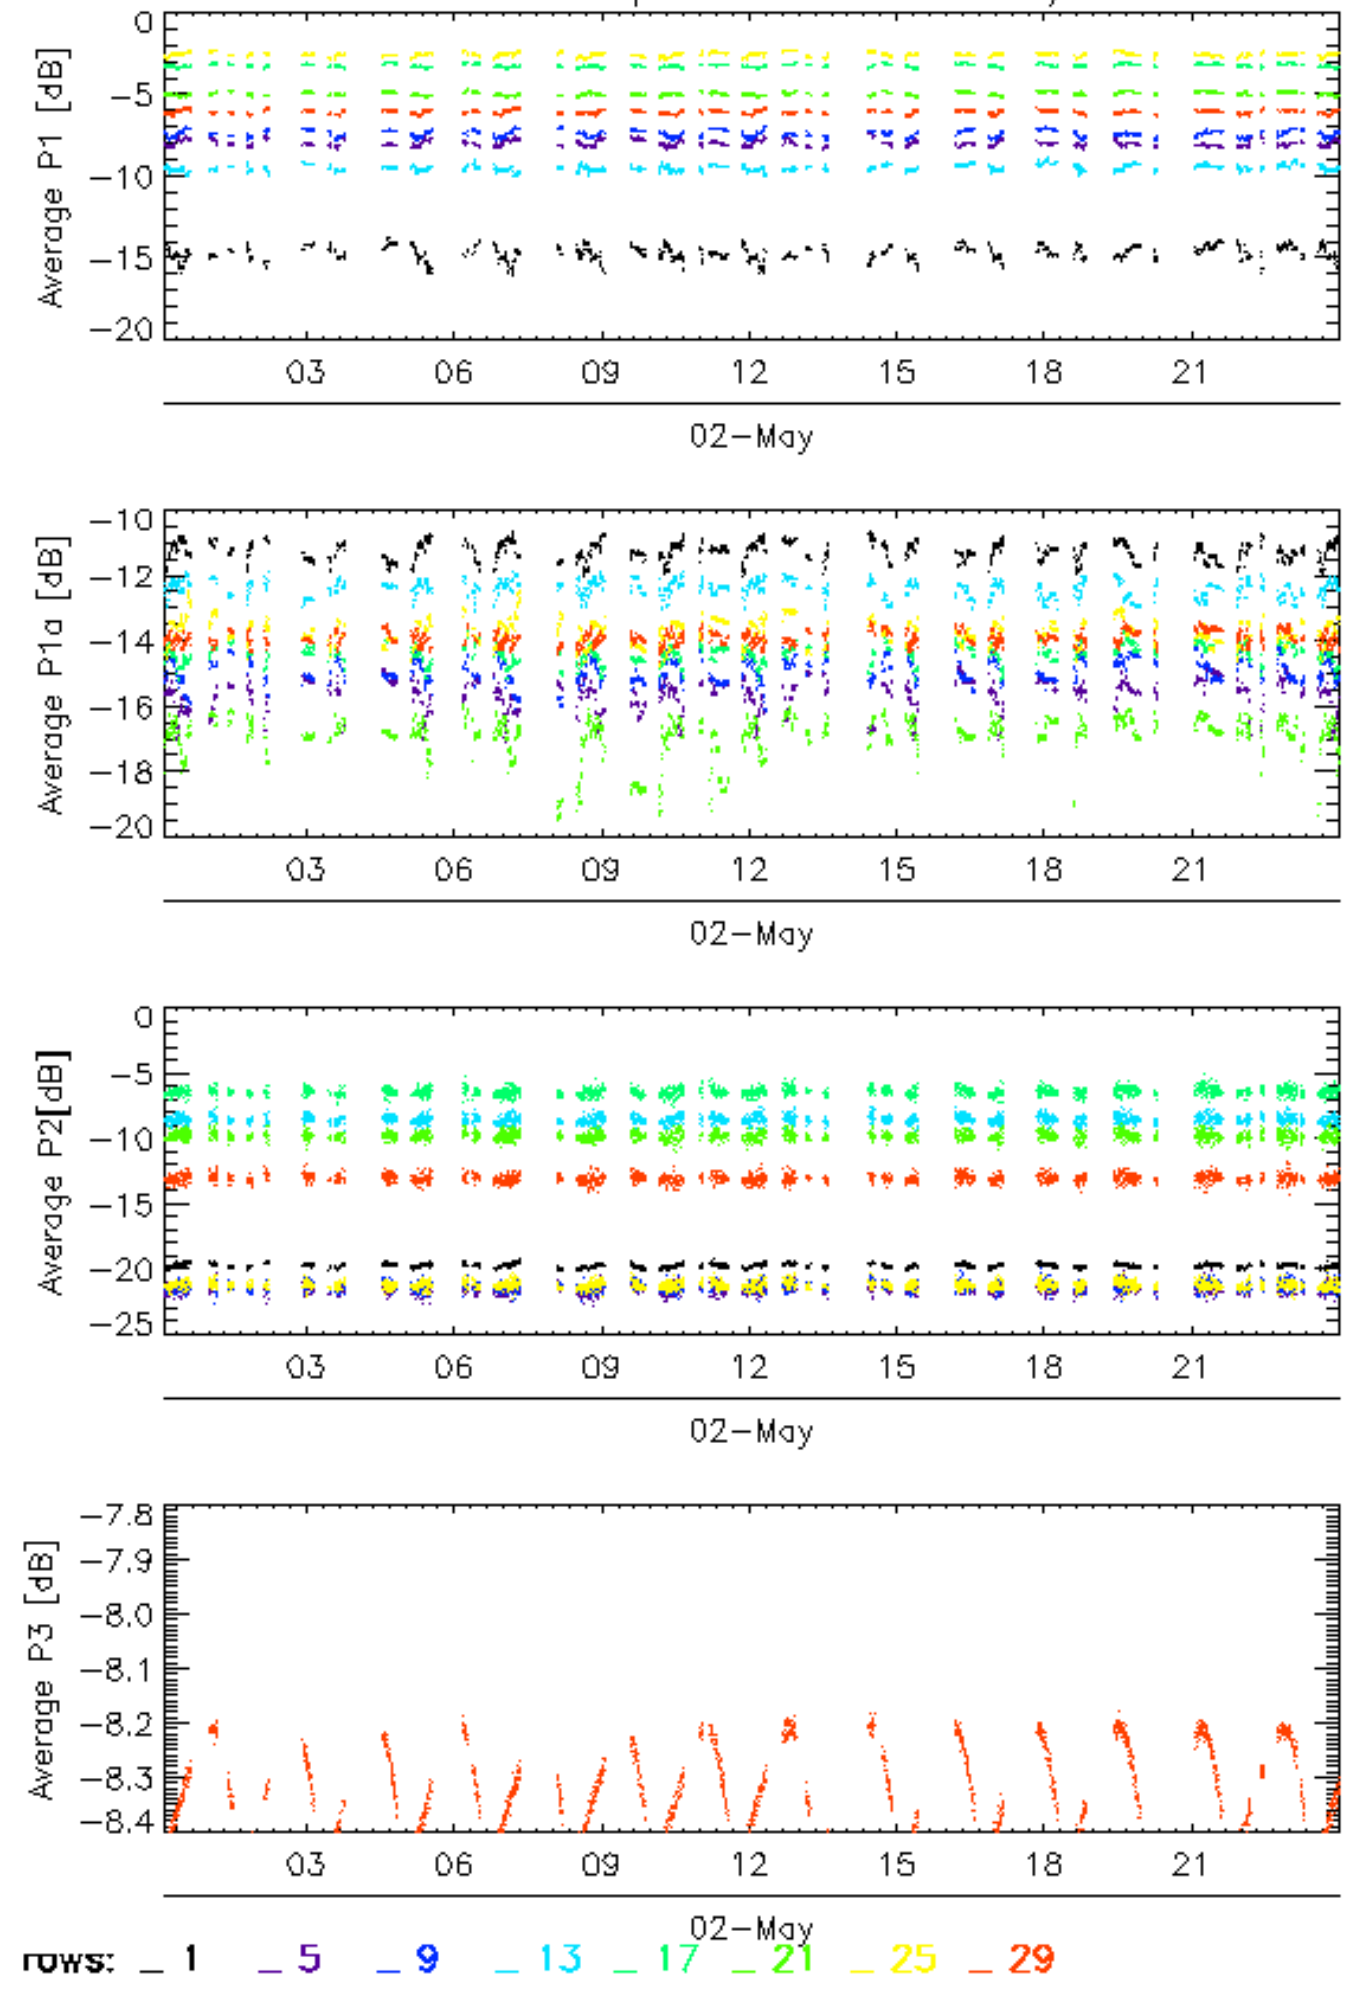 Average P1 [dB]
0
−5
−10
−15
−20
03 06 09 12 15 18 21
02−May
Average P1a [dB]
−10
−12
−14
−16
−18
−20
03 06 09 12 15 18 21
02−May
Average P2[dB]
0
−5
−10
−15
−20
−25
03 06 09 12 15 18 21
02−May
Average P3 [dB]
−7.8
−7.9
−8.0
−8.1
−8.2
−8.3
−8.4
03 06 09 12 15 18 21
02−May
rows: _ 1 _ 5 _ 9 _ 13 _ 17 _ 21 _ 25 _ 29